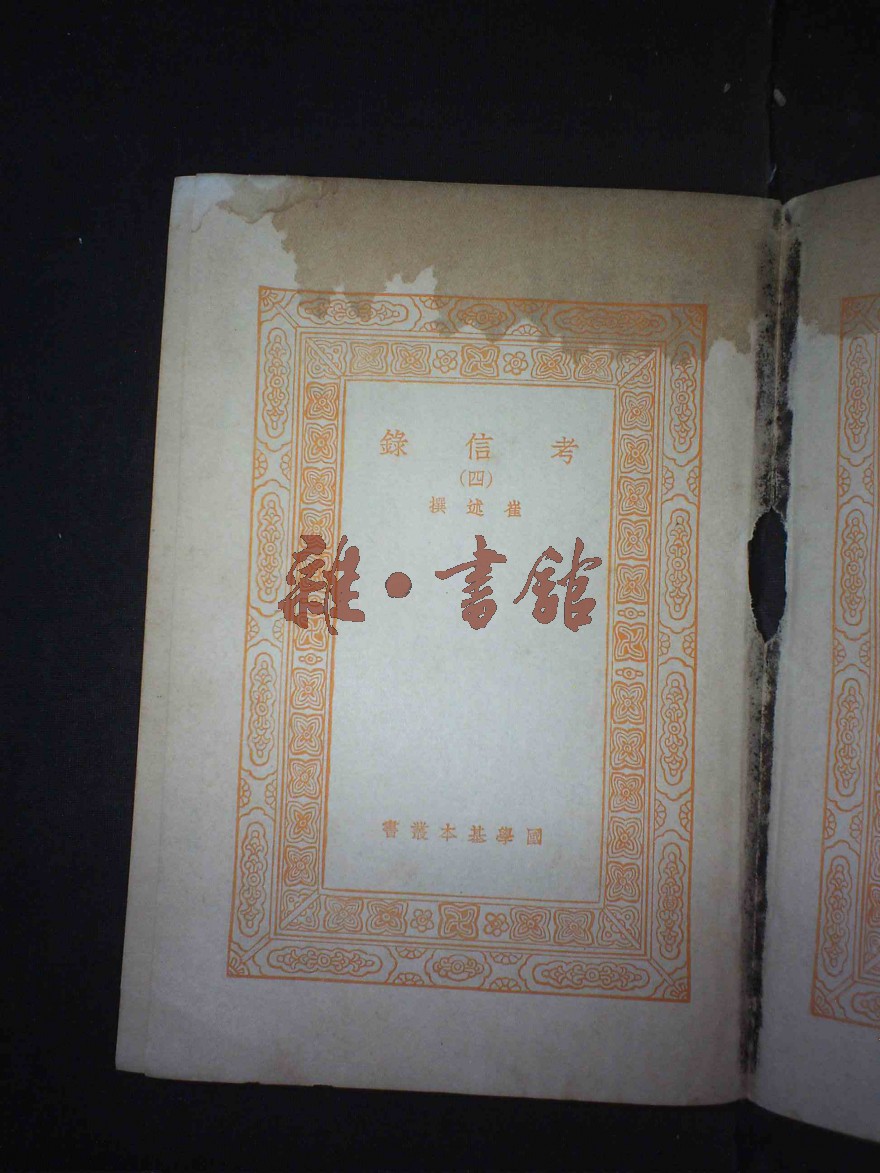 考信錄
(四)
崔述撰
雜·書館
國學基本叢書